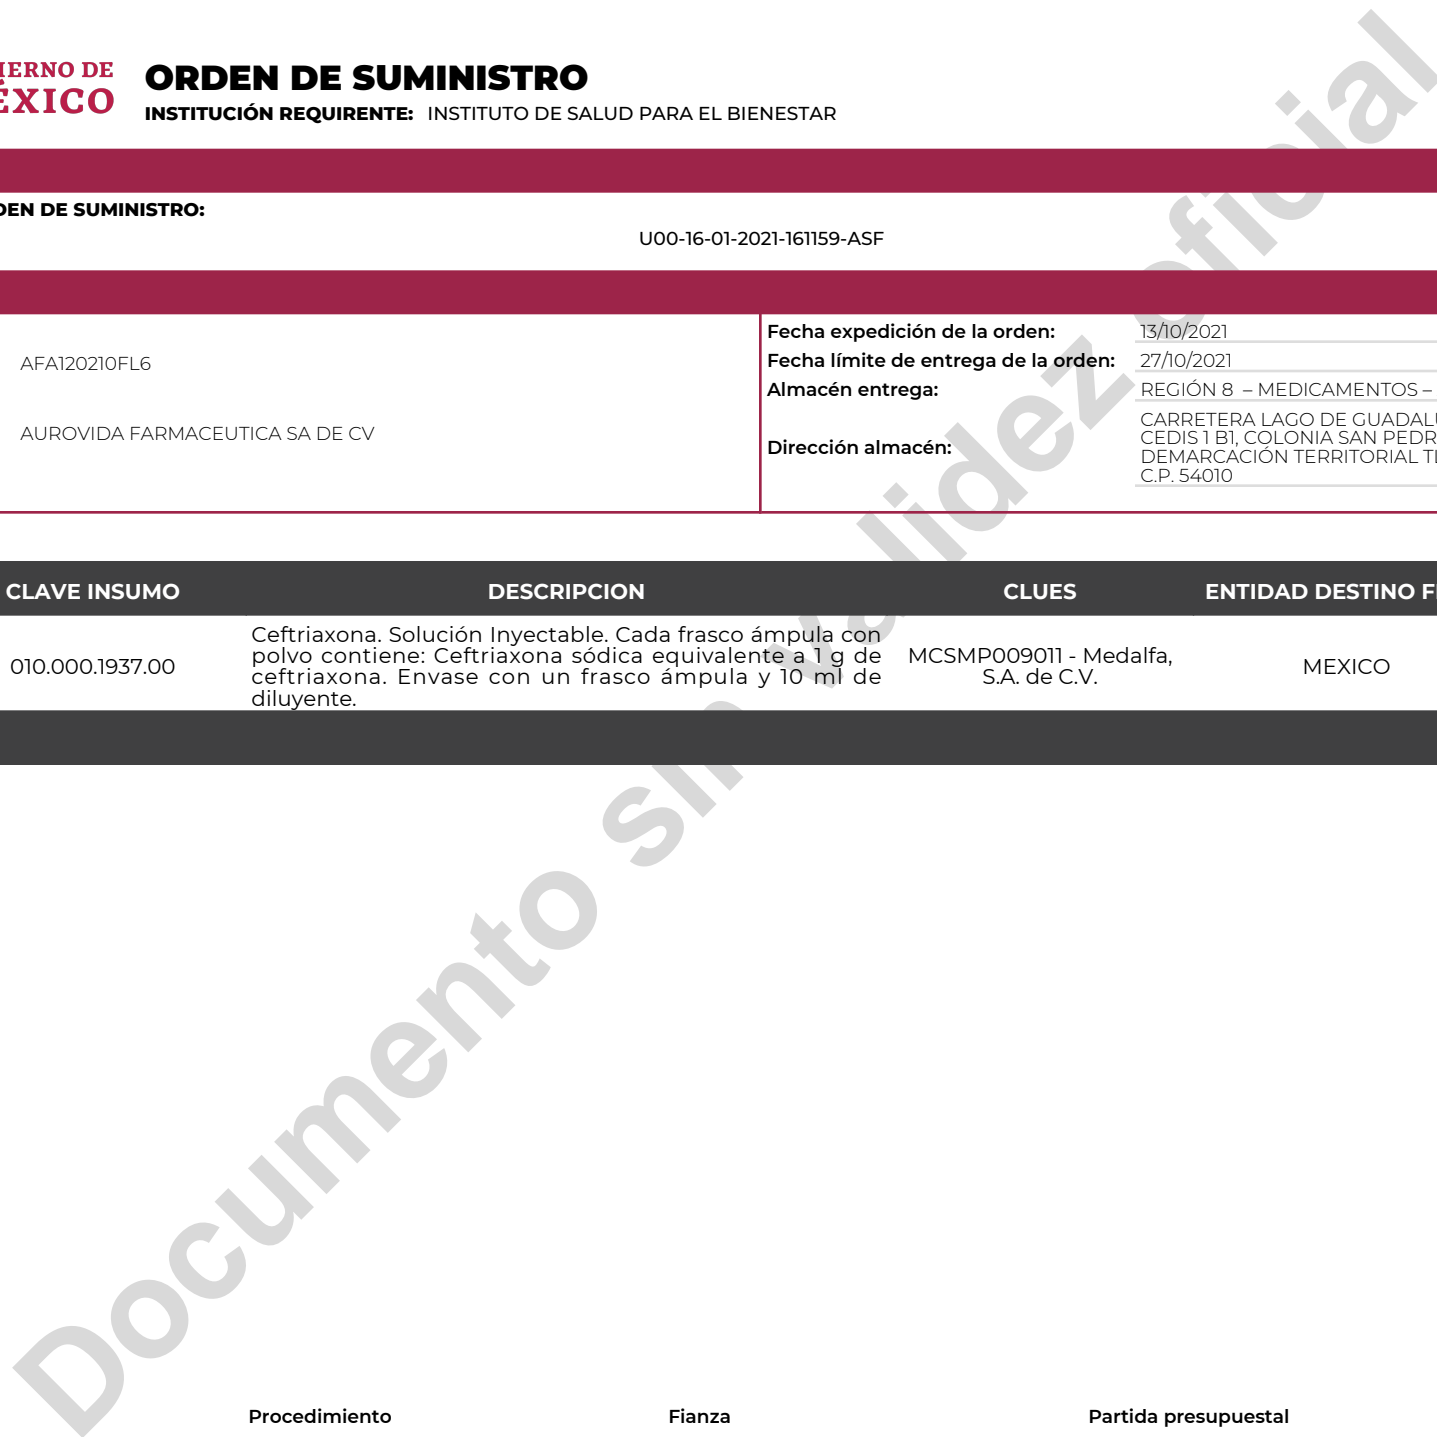 IERNO DE
ÉXICO
ORDEN DE SUMINISTRO
INSTITUCIÓN REQUIRENTE: INSTITUTO DE SALUD PARA EL BIENESTAR
DEN DE SUMINISTRO:
U00-16-01-2021-161159-ASF
AFA120210FL6
AUROVIDA FARMACEUTICA SA DE CV
Fecha expedición de la orden: 13/10/2021
Fecha límite de entrega de la orden: 27/10/2021
Almacén entrega: REGIÓN 8 – MEDICAMENTOS –
Dirección almacén:
CARRETERA LAGO DE GUADALU
CEDIS 1 B1, COLONIA SAN PEDR
DEMARCACIÓN TERRITORIAL TL
C.P. 54010
CLAVE INSUMO DESCRIPCION CLUES ENTIDAD DESTINO FI
010.000.1937.00
Ceftriaxona. Solución Inyectable. Cada frasco ámpula con
polvo contiene: Ceftriaxona sódica equivalente a 1 g de
ceftriaxona. Envase con un frasco ámpula y 10 ml de
diluyente.
MCSMP009011 - Medalfa,
S.A. de C.V.
MEXICO
Procedimiento Fianza Partida presupuestal
Documento sin validez oficial